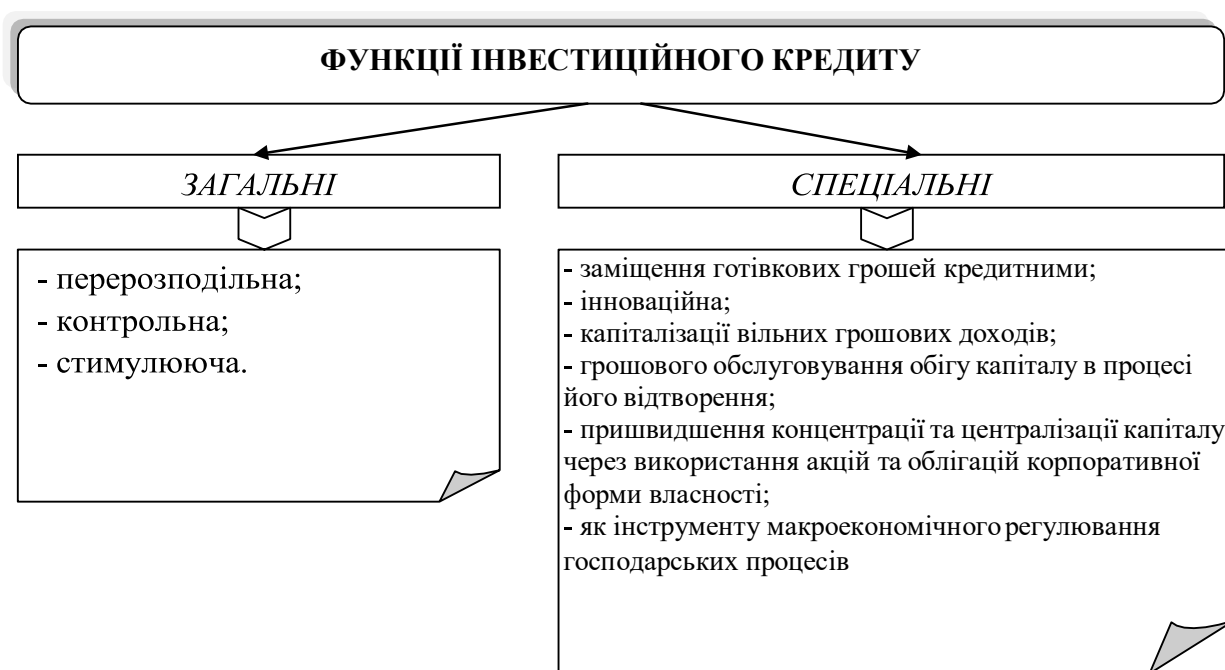 ФУНКЦІЇ ІНВЕСТИЦІЙНОГО КРЕДИТУ
ЗАГАЛЬНІ
- перерозподільна;
- контрольна;
- стимулююча.
СПЕЦІАЛЬНІ
- заміщення готівкових грошей кредитними;
- інноваційна;
- капіталізації вільних грошових доходів;
- грошового обслуговування обігу капіталу в процесі
його відтворення;
- пришвидшення концентрації та централізації капіталу
через використання акцій та облігацій корпоративної
форми власності;
- як інструменту макроекономічного регулювання
господарських процесів